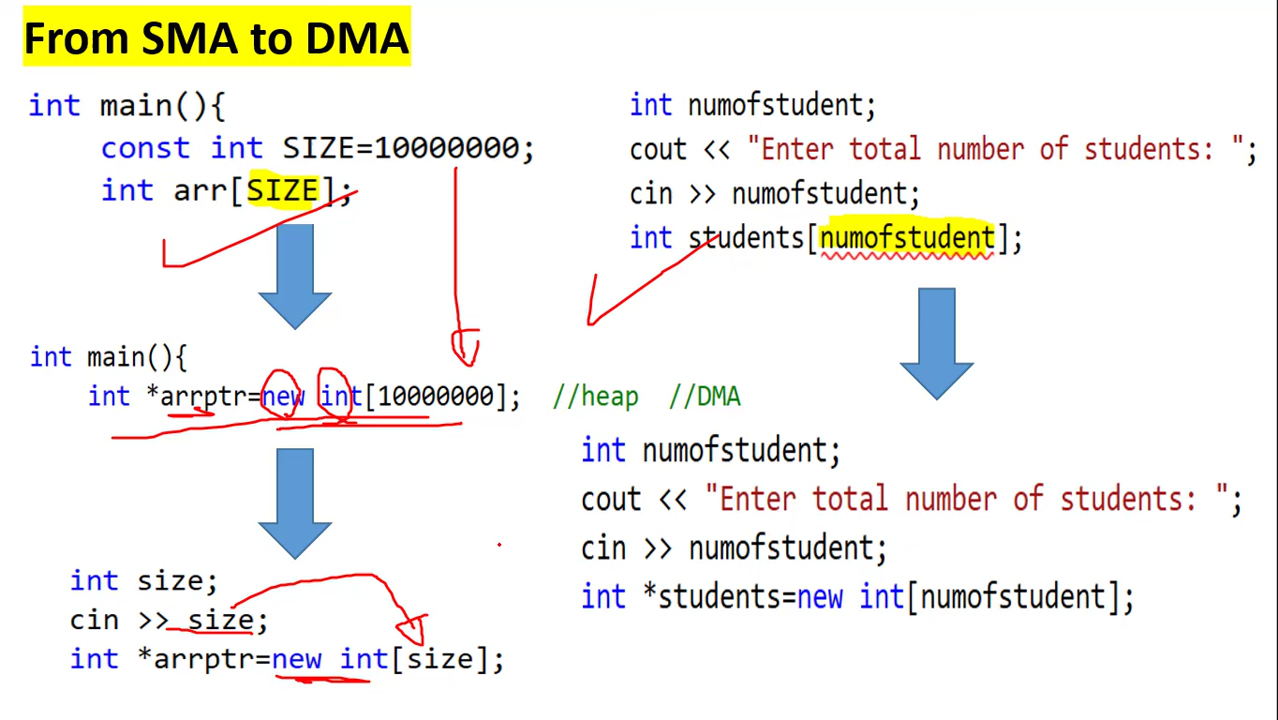 From SMA to DMA
int main(){
const int SIZE=10000000;
int arr[SIZE];
int main(){
int *arrptr=new int[10000000]; //heap //DMA
int size;
cin >> size;
int *arrptr=new int[size];
int numofstudent;
cout << "Enter total number of students: ";
cin >> numofstudent;
int students[numofstudent];
int numofstudent;
cout << "Enter total number of students: ";
cin >> numofstudent;
int *students=new int[numofstudent];